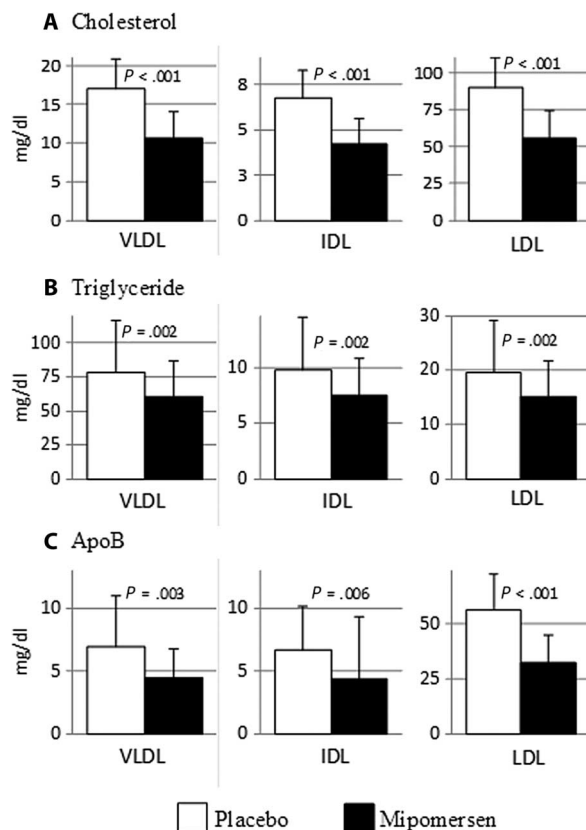 A Cholesterol
mg/dl
20
15
10
5
0
P < .001
VLDL
8
5
3
0
P < .001
IDL
100
75
50
25
0
P < .001
LDL
B Triglyceride
mg/dl
100
75
50
25
0
P = .002
VLDL
10
5
0
P = .002
IDL
30
20
10
0
P = .002
LDL
C ApoB
mg/dl
10
5
0
P = .003
VLDL
10
5
0
P = .006
IDL
50
25
0
P < .001
LDL
Placebo Mipomersen